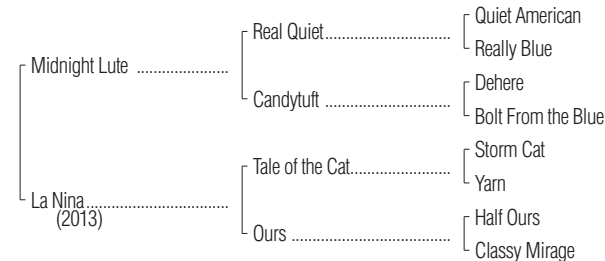 Quiet American
Real Quiet..............................
Really Blue
Midnight Lute ......................
Dehere
Candytuft ..............................
Bolt From the Blue
Storm Cat
Tale of the Cat........................
Yarn
La Nina..................................
(2013)
Half Ours
Ours ......................................
Classy Mirage